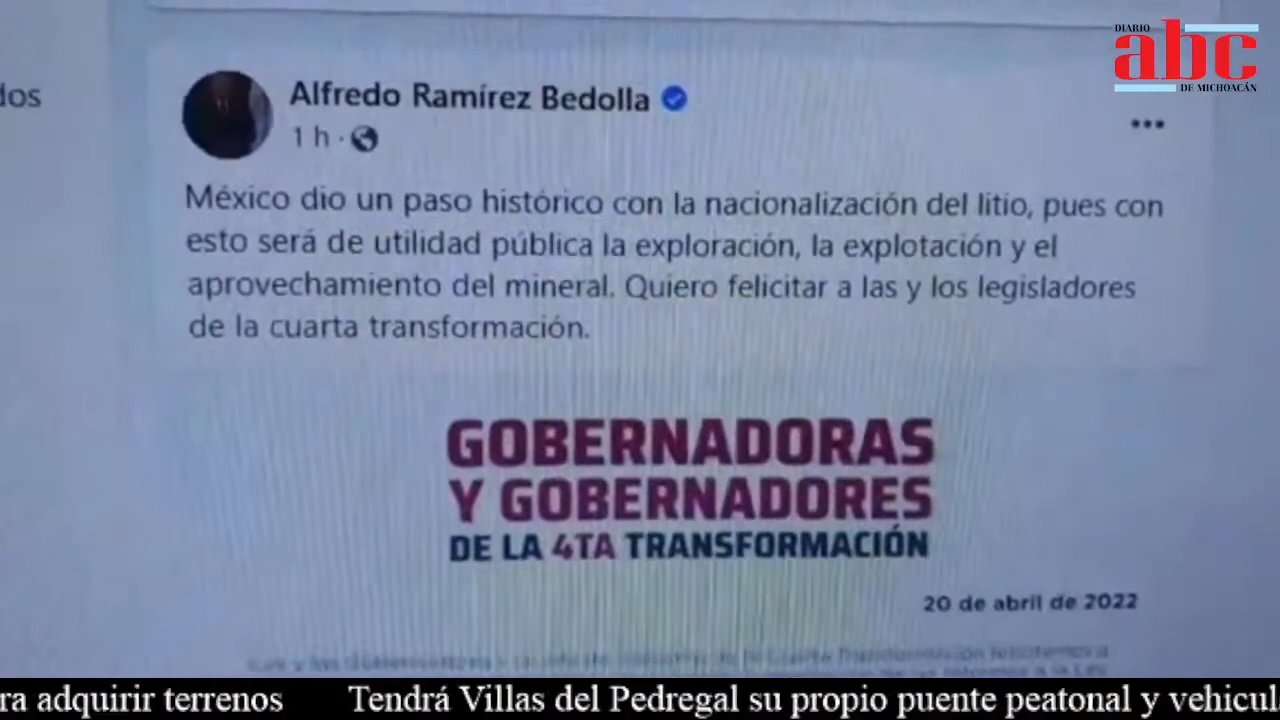 DIARIO
abc
DE MICHOACÁN
dos
Alfredo Ramírez Bedolla
1 h ·
México dio un paso histórico con la nacionalización del litio, pues con
esto será de utilidad pública la exploración, la explotación y el
aprovechamiento del mineral. Quiero felicitar a las y los legisladores
de la cuarta transformación.
GOBERNADORAS
Y GOBERNADORES
DE LA 4TA TRANSFORMACIÓN
20 de abril de 2022
ra adquirir terrenos Tendrá Villas del Pedregal su propio puente peatonal y vehicul